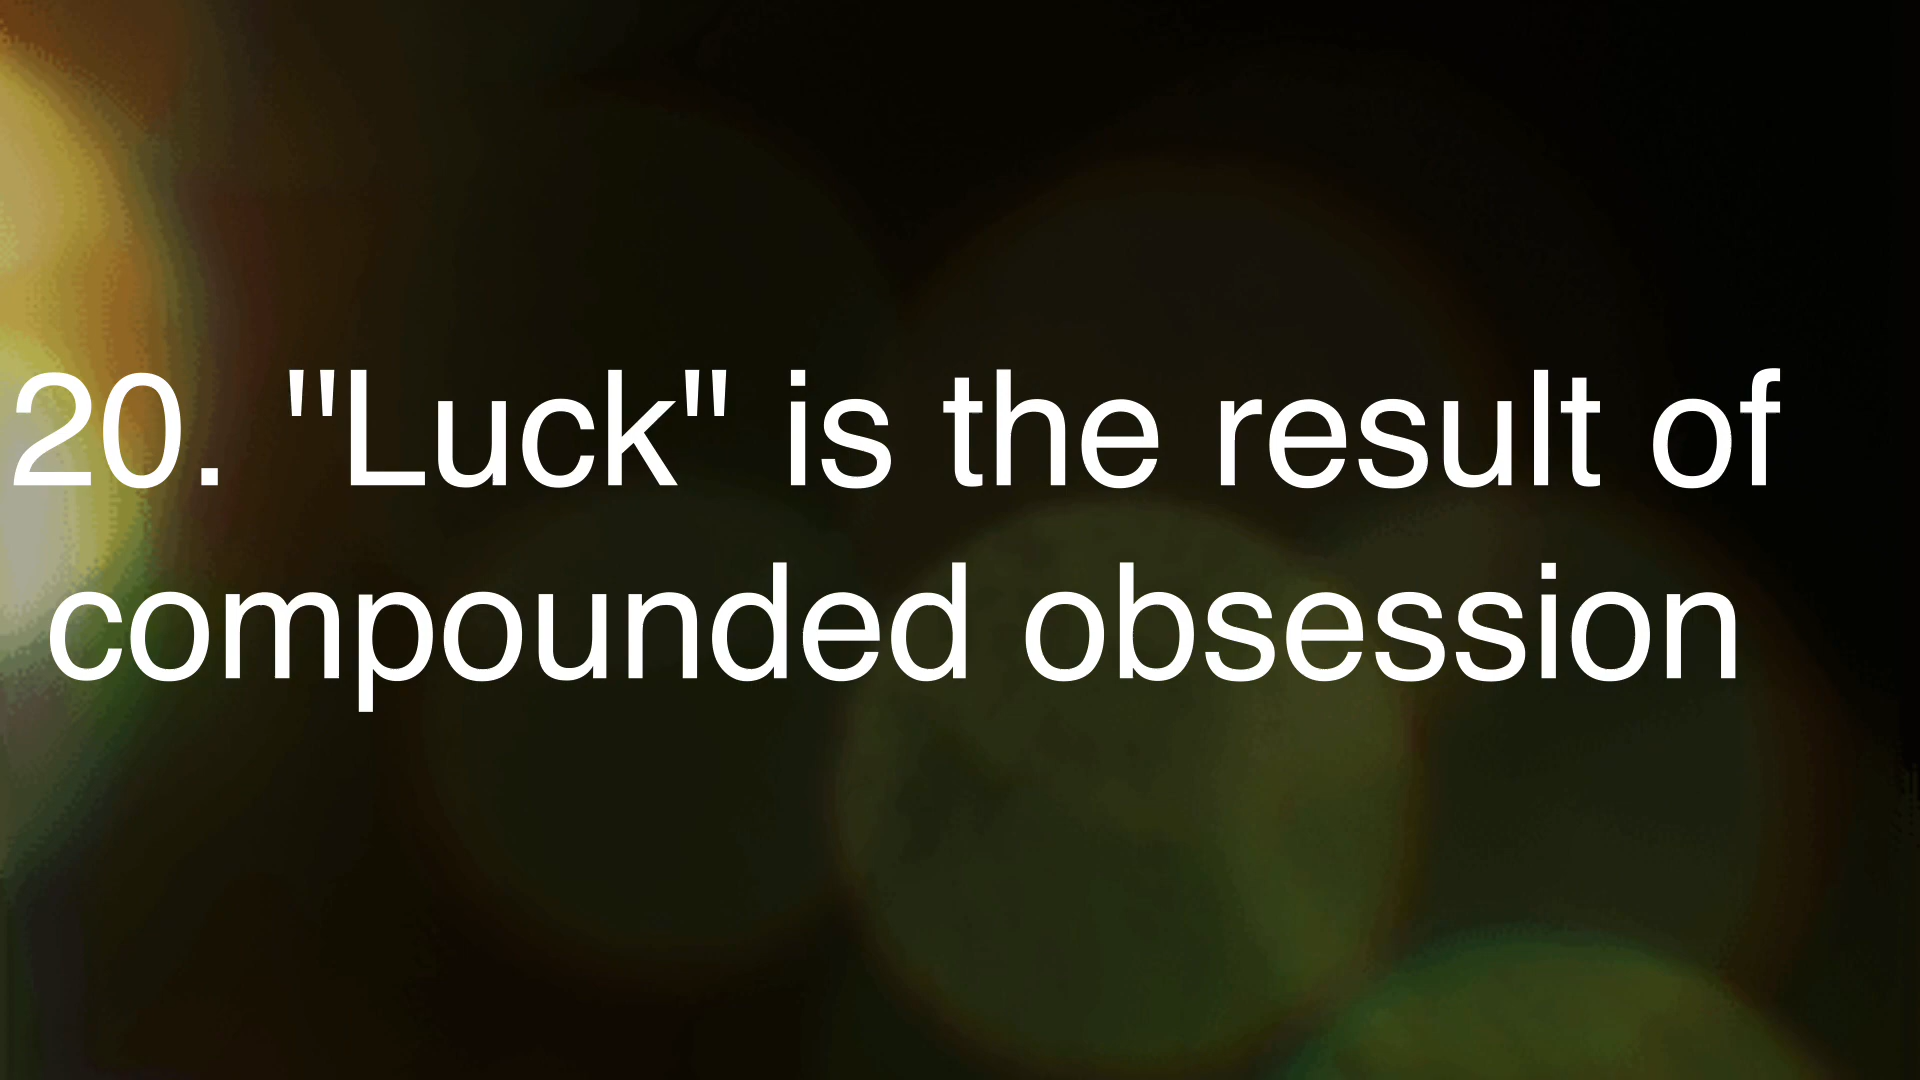 20. "Luck" is the result of
compounded obsession